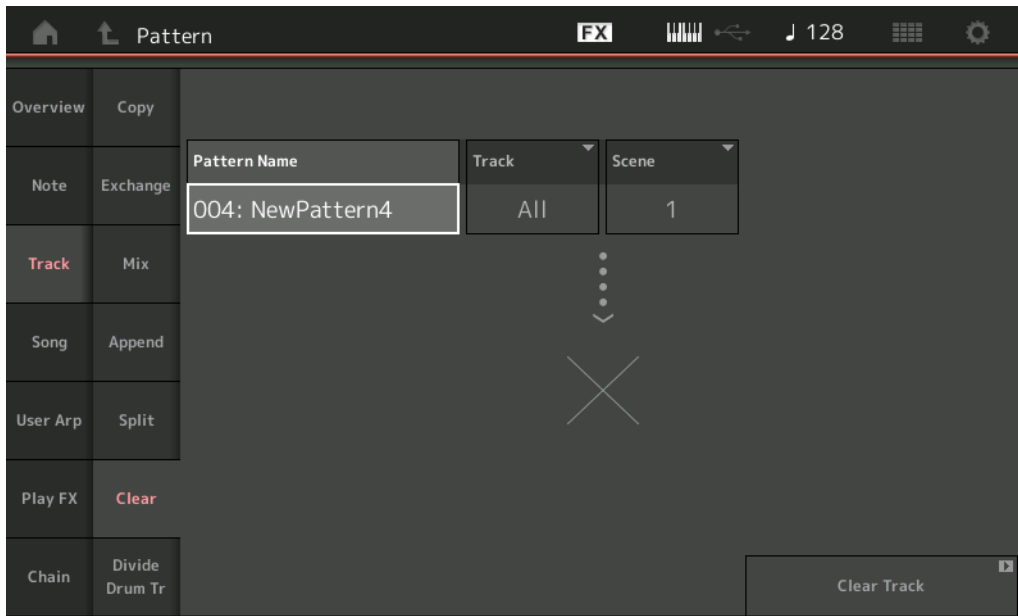 Pattern
FX
♩ 128
Overview
Copy
Note
Exchange
Track
Mix
Song
Append
User Arp
Split
Play FX
Clear
Chain
Divide
Drum Tr
Pattern Name
Track
Scene
004: NewPattern4
All
1
Clear Track